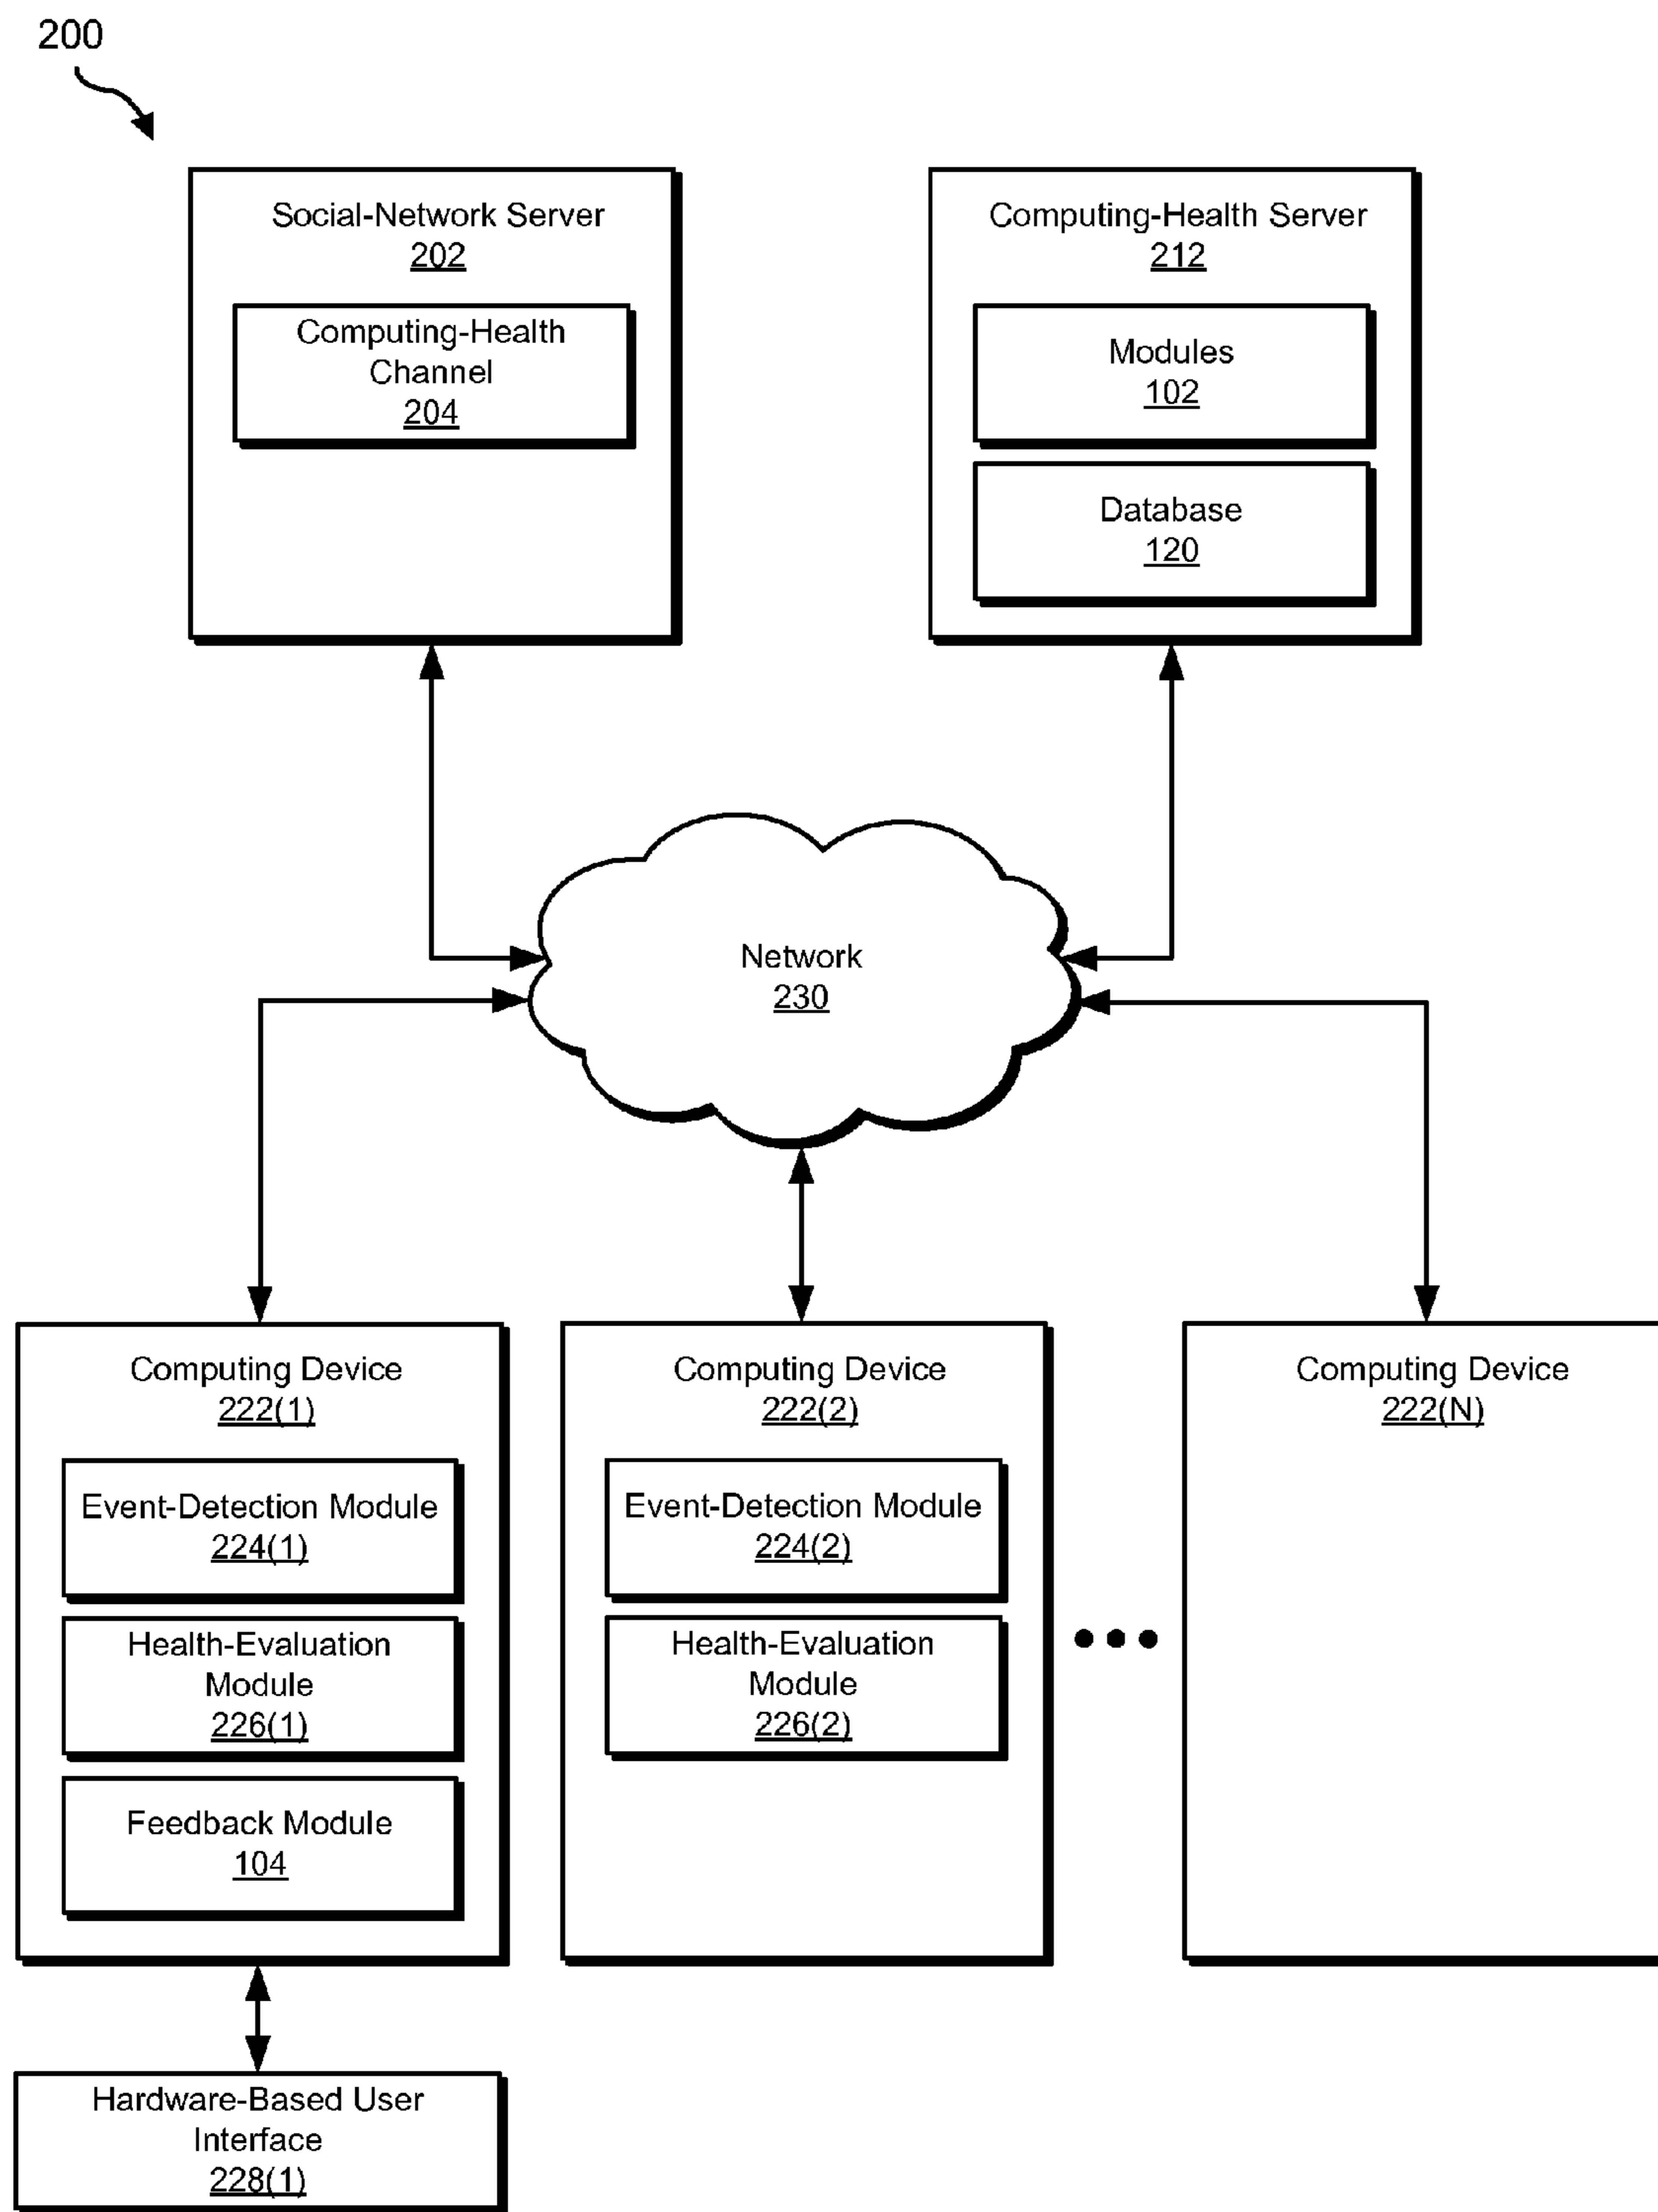 200
Social-Network Server
202
Computing-Health
Channel
204
Computing-Health Server
212
Modules
102
Database
120
Network
230
Computing Device
222(1)
Event-Detection Module
224(1)
Health-Evaluation
Module
226(1)
Feedback Module
104
Computing Device
222(2)
Event-Detection Module
224(2)
Health-Evaluation
Module
226(2)
Computing Device
222(N)
Hardware-Based User
Interface
228(1)